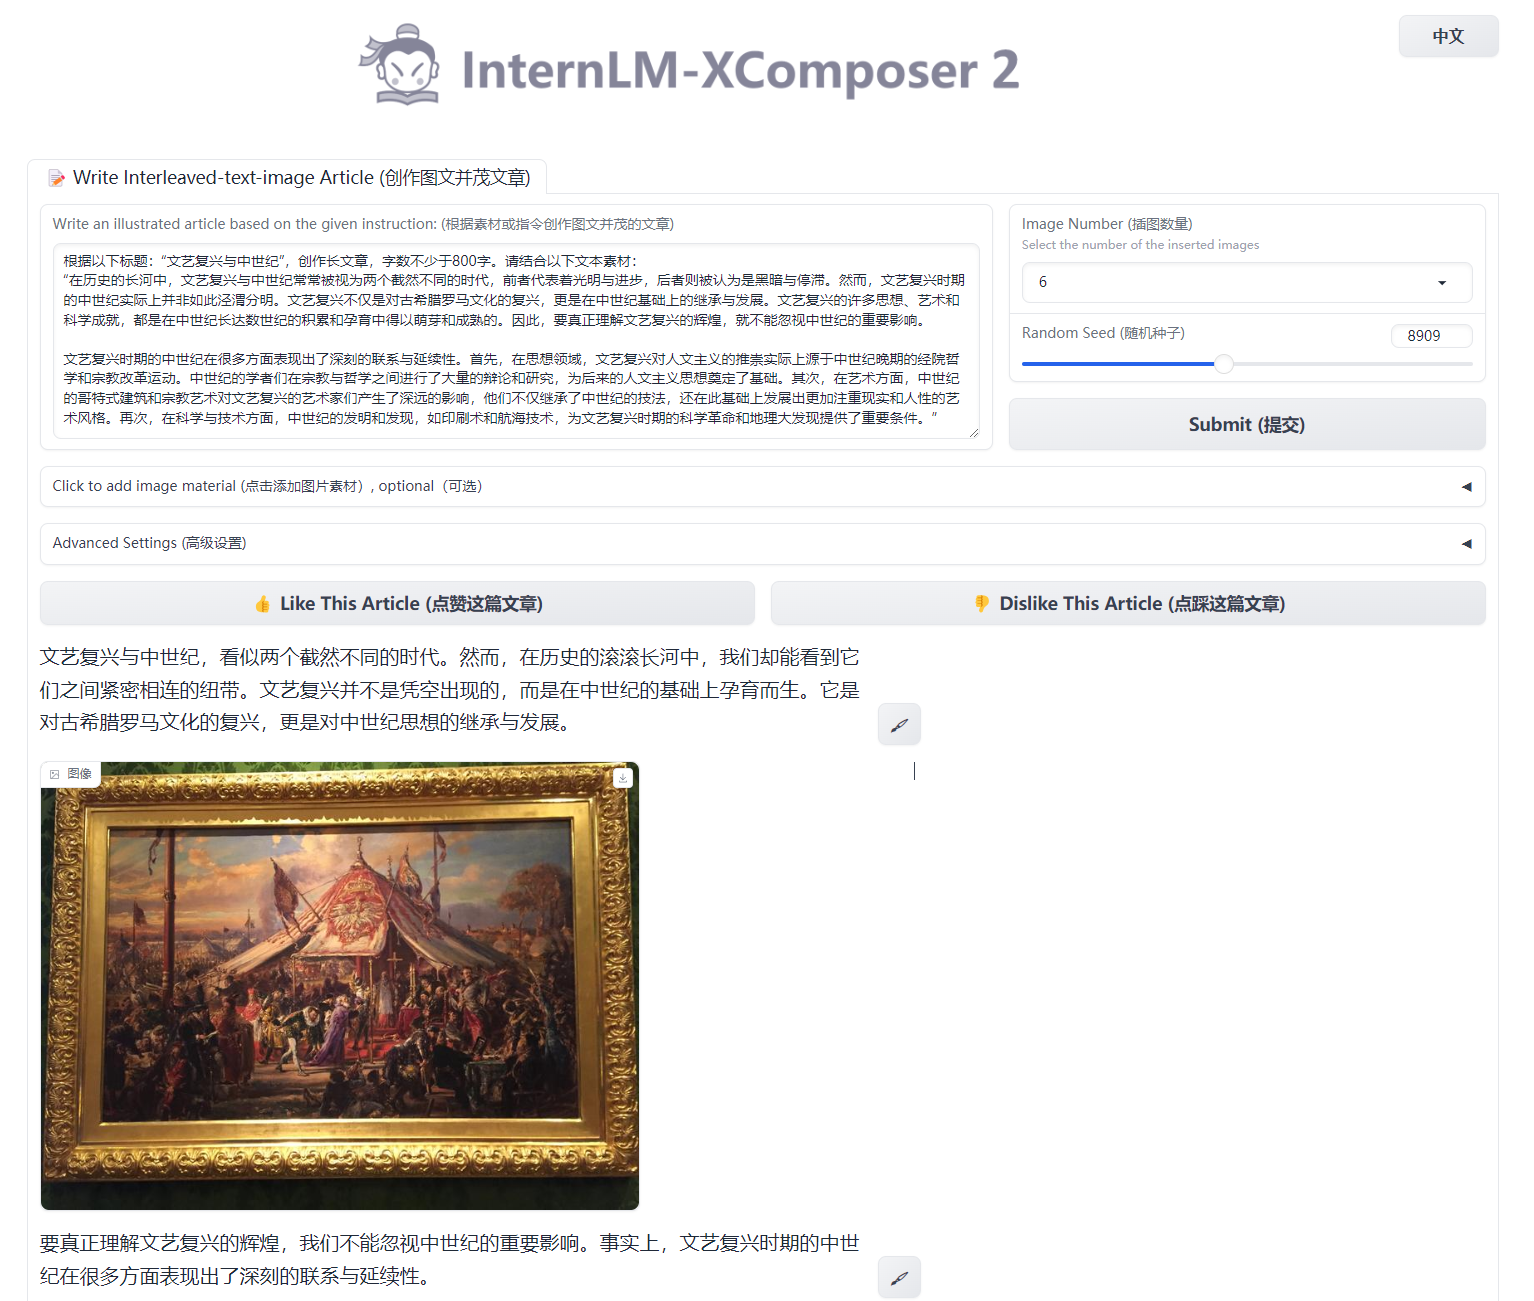 InternLM-XComposer 2
中文
Write Interleaved-text-image Article (创作图文并茂文章)
Write an illustrated article based on the given instruction: (根据素材或指令创作图文并茂的文章)
根据以下标题：“文艺复兴与中世纪”，创作长文章，字数不少于800字。请结合以下文本素材：
“在历史的长河中，文艺复兴与中世纪常常被视为两个截然不同的时代，前者代表着光明与进步，后者则被认为是黑暗与停滞。然而，文艺复兴时期
的中世纪实际上并非如此泾渭分明。文艺复兴不仅是对古希腊罗马文化的复兴，更是在中世纪基础上的继承与发展。文艺复兴的许多思想、艺术和
科学成就，都是在中世纪长达数世纪的积累和孕育中得以萌芽和成熟的。因此，要真正理解文艺复兴的辉煌，就不能忽视中世纪的重要影响。
文艺复兴时期的中世纪在很多方面表现出了深刻的联系与延续性。首先，在思想领域，文艺复兴对人文主义的推崇实际上源于中世纪晚期的经院哲
学和宗教改革运动。中世纪的学者们在宗教与哲学之间进行了大量的辩论和研究，为后来的人文主义思想奠定了基础。其次，在艺术方面，中世纪
的哥特式建筑和宗教艺术对文艺复兴的艺术家们产生了深远的影响，他们不仅继承了中世纪的技法，还在此基础上发展出更加注重现实和人性的艺
术风格。再次，在科学与技术方面，中世纪的发明和发现，如印刷术和航海技术，为文艺复兴时期的科学革命和地理大发现提供了重要条件。”
Image Number (插图数量)
Select the number of the inserted images
6
Random Seed (随机种子)
8909
Submit (提交)
Click to add image material (点击添加图片素材）, optional（可选）
Advanced Settings (高级设置)
Like This Article (点赞这篇文章)
Dislike This Article (点踩这篇文章)
文艺复兴与中世纪，看似两个截然不同的时代。然而，在历史的滚滚长河中，我们却能看到它
们之间紧密相连的纽带。文艺复兴并不是凭空出现的，而是在中世纪的基础上孕育而生。它是
对古希腊罗马文化的复兴，更是对中世纪思想的继承与发展。
图像
要真正理解文艺复兴的辉煌，我们不能忽视中世纪的重要影响。事实上，文艺复兴时期的中世
纪在很多方面表现出了深刻的联系与延续性。